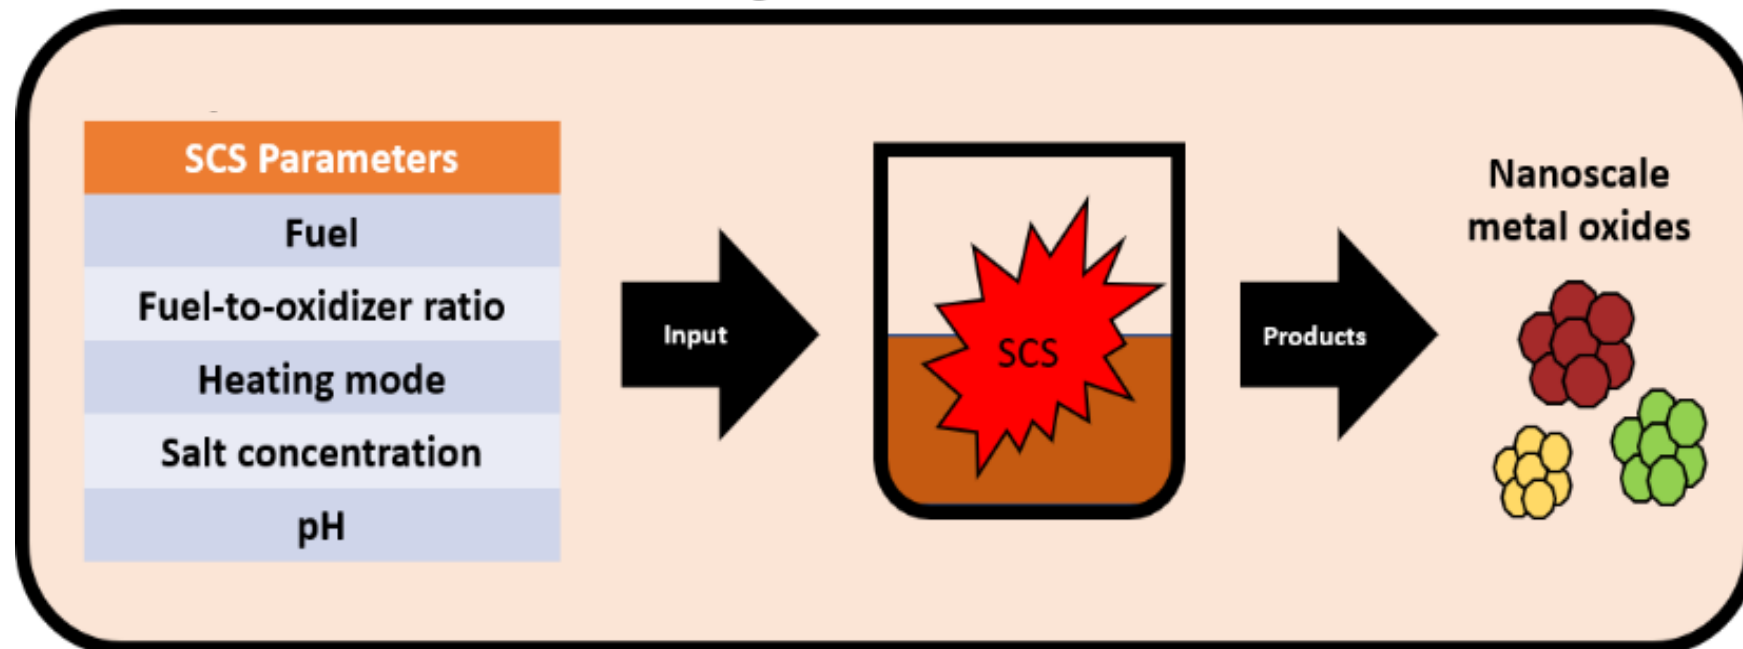 SCS Parameters
Fuel
Fuel-to-oxidizer ratio
Heating mode
Salt concentration
pH
Input
SCS
Products
Nanoscale
metal oxides